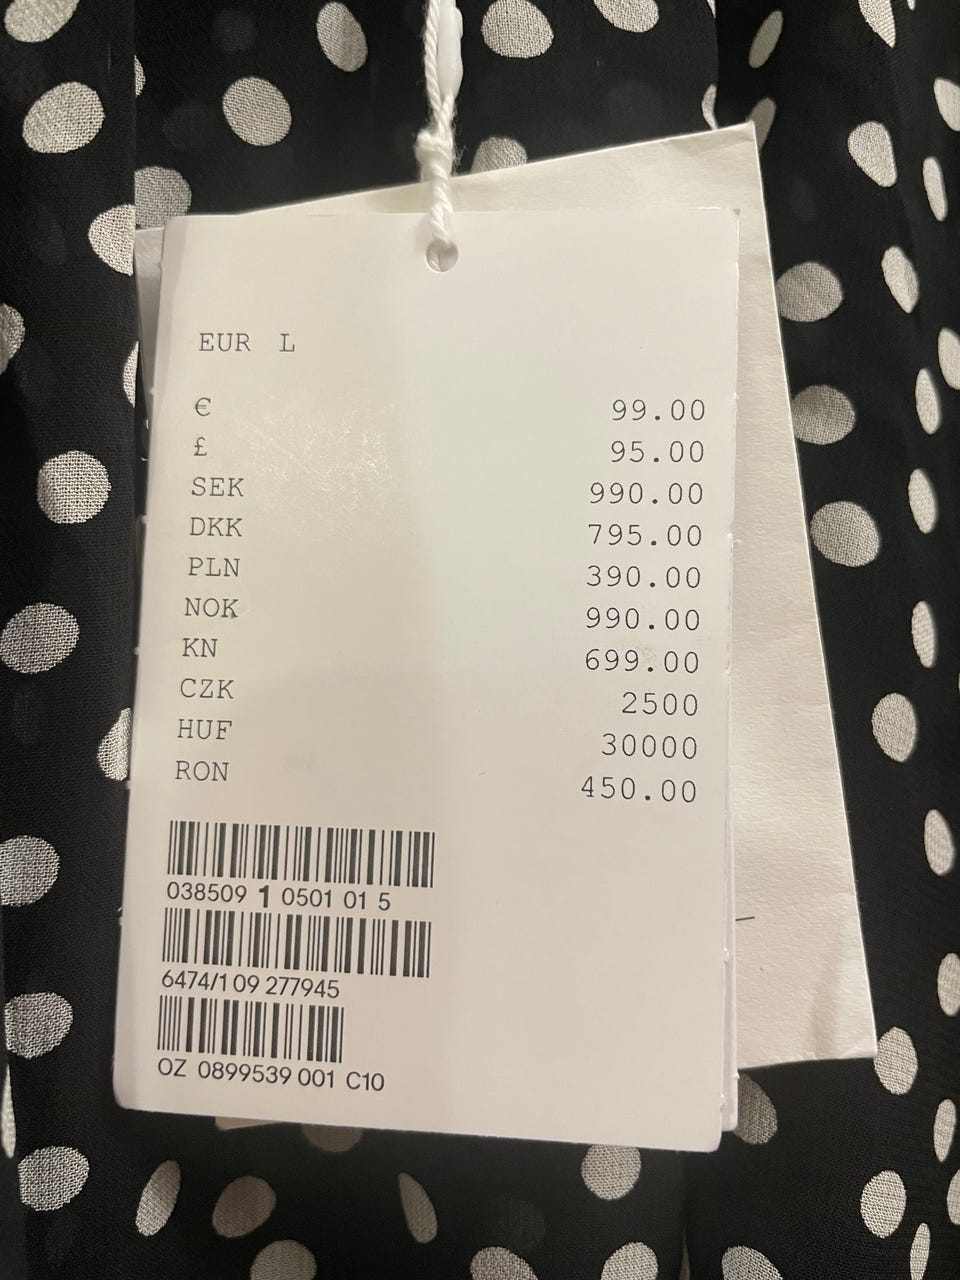 EUR L
€ 99.00
£ 95.00
SEK 990.00
DKK 795.00
PLN 390.00
NOK 990.00
KN 699.00
CZK 2500
HUF 30000
RON 450.00
038509 1 0501 01 5
6474/1 09 277945
OZ 0899539 001 C10